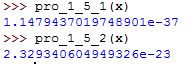 >>> pro_1_5_1(x)
1.1479437019748901e-37
>>> pro_1_5_2(x)
2.329340604949326e-23